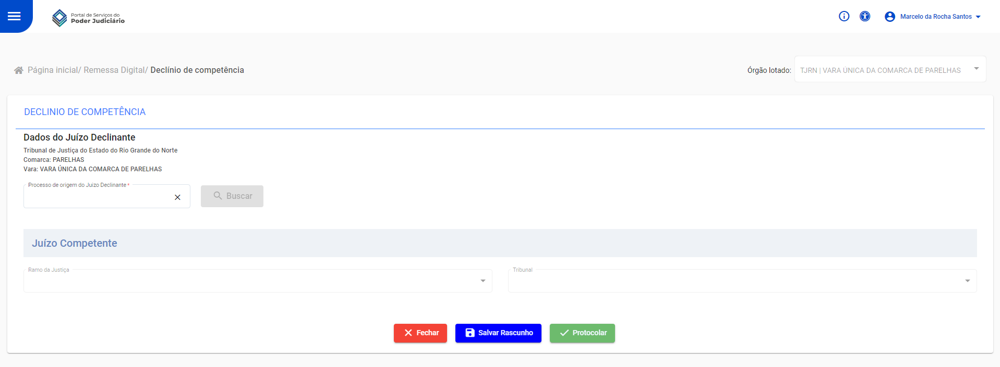 Portal de Serviços do
Poder Judiciário
Marcelo da Rocha Santos
Página inicial/ Remessa Digital/ Declínio de competência
Órgão lotado:
TJRN | VARA ÚNICA DA COMARCA DE PARELHAS
DECLINIO DE COMPETÊNCIA
Dados do Juízo Declinante
Tribunal de Justiça do Estado do Rio Grande do Norte
Comarca: PARELHAS
Vara: VARA ÚNICA DA COMARCA DE PARELHAS
Processo de origem do Juizo Declinante *
Buscar
Juízo Competente
Ramo da Justiça
Tribunal
Fechar
Salvar Rascunho
Protocolar